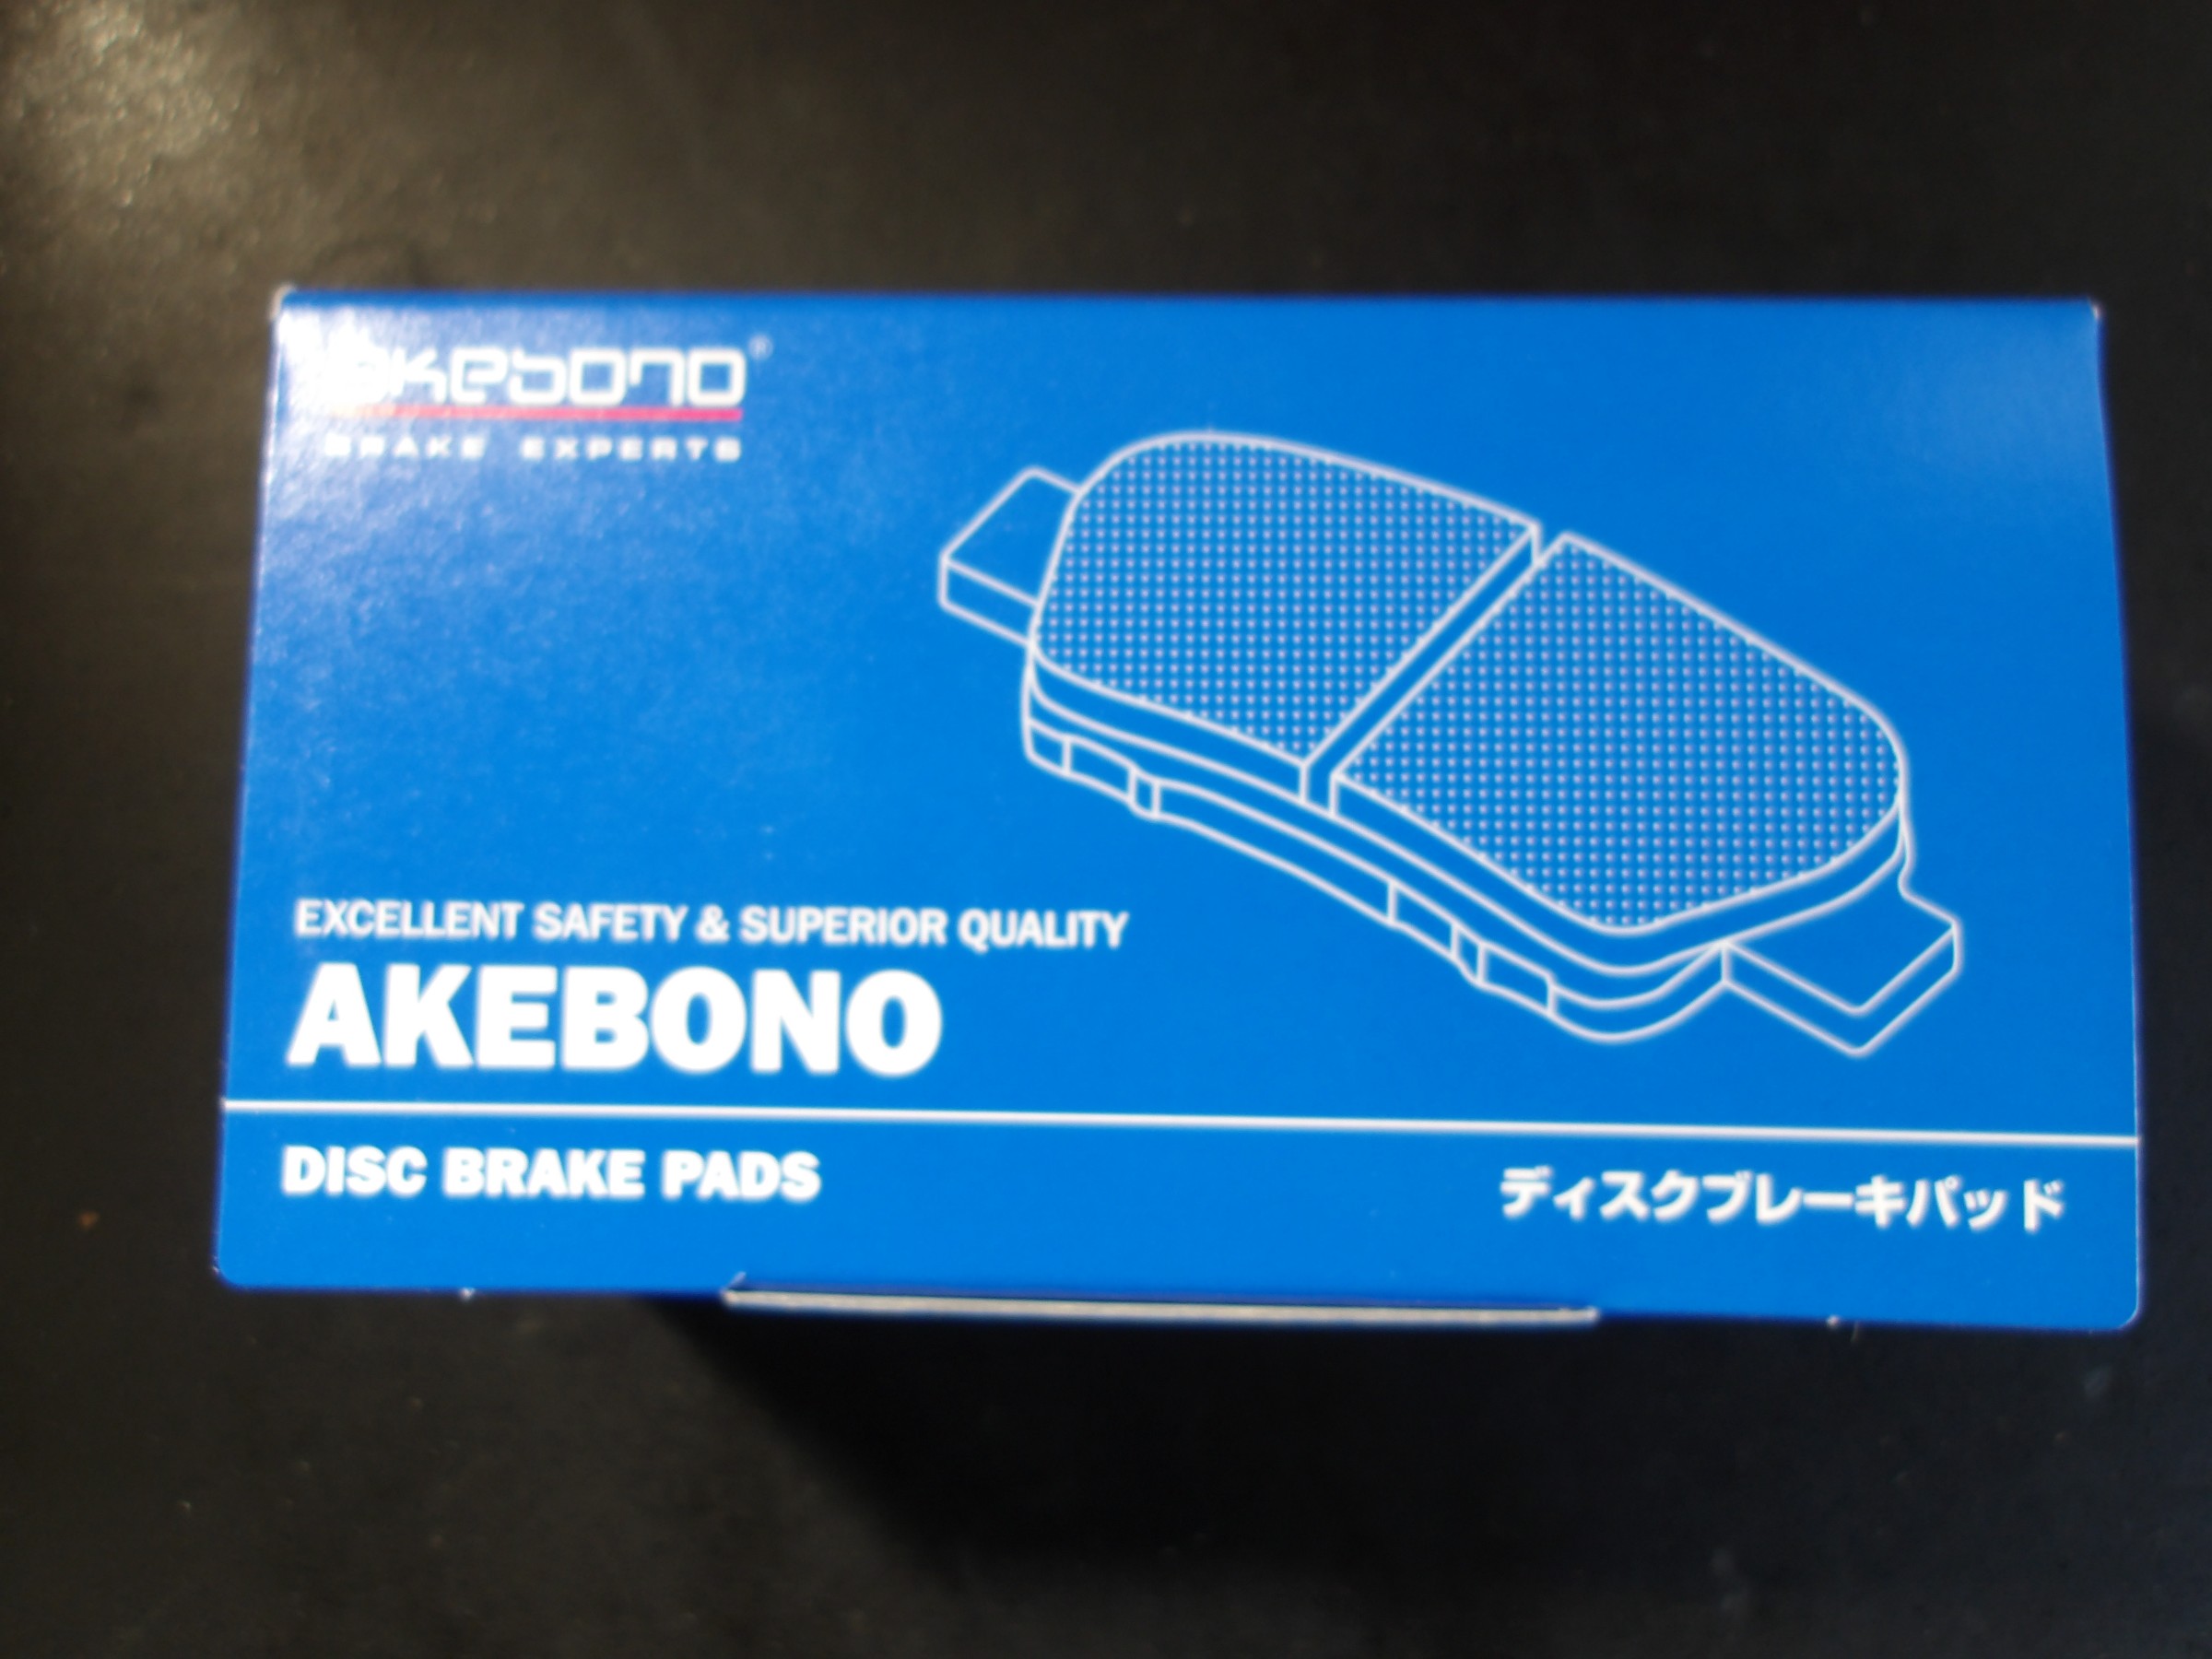 akebono®
BRAKE EXPERTS
EXCELLENT SAFETY & SUPERIOR QUALITY
AKEBONO
DISC BRAKE PADS
ディスクブレーキパッド